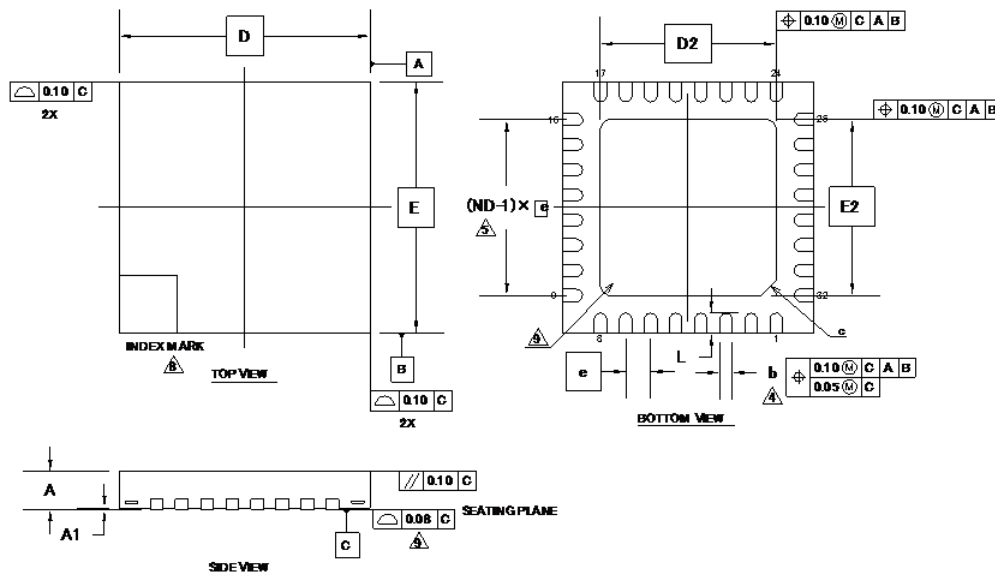 D
A
0.10 C
2X
E
INDEX MARK
8
TOP VIEW
B
0.10 C
2X
0.10 Ⓜ C A B
D2
17
24
0.10 Ⓜ C A B
16
25
(ND-1)× e
5
E2
9
32
9
c
8
1
L
e
b
4
0.10 Ⓜ C A B
0.05 Ⓜ C
BOTTOM VIEW
A
A1
// 0.10 C
SEATING PLANE
0.08 C
9
C
SIDE VIEW